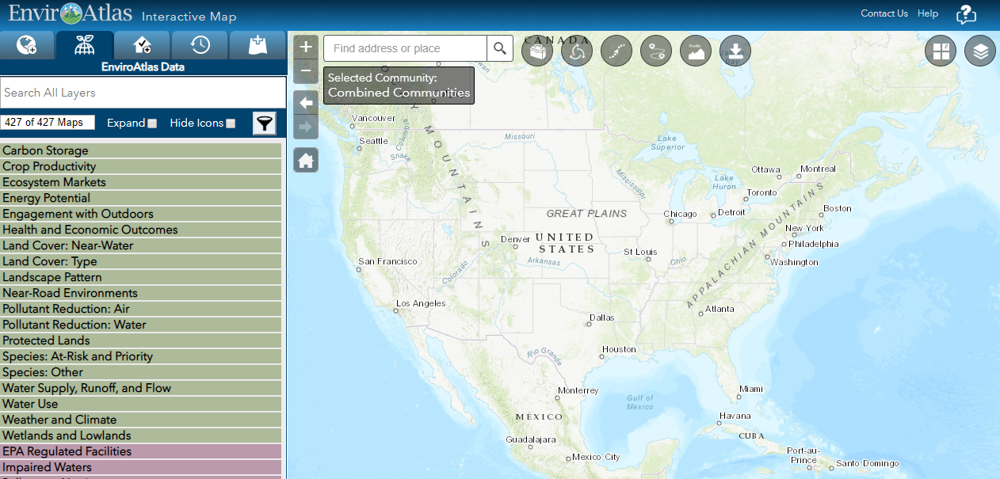 EnviroAtlas Interactive Map
Contact Us Help
EnviroAtlas Data
Search All Layers
427 of 427 Maps
Expand
Hide Icons
Carbon Storage
Crop Productivity
Ecosystem Markets
Energy Potential
Engagement with Outdoors
Health and Economic Outcomes
Land Cover: Near-Water
Land Cover: Type
Landscape Pattern
Near-Road Environments
Pollutant Reduction: Air
Pollutant Reduction: Water
Protected Lands
Species: At-Risk and Priority
Species: Other
Water Supply, Runoff, and Flow
Water Use
Weather and Climate
Wetlands and Lowlands
EPA Regulated Facilities
Impaired Waters
Find address or place
Selected Community:
Combined Communities
CANADA
Vancouver
Seattle
Columbia
Snake
MOUNTAINS
Missouri
Lake
Superior
Mississippi
Ottawa
Montreal
Lake
Huron
Toronto
GREAT PLAINS
Chicago
Detroit
Boston
New York
Philadelphia
Washington
APPALACHIAN MOUNTAINS
Denver
UNITED
STATES
St Louis
Ohio
Arkansas
San Francisco
Colorado
Los Angeles
Atlanta
Dallas
Houston
Rio Grande
Monterrey
Gulf of
Mexico
Miami
MÉXICO
Havana
CUBA
Guadalajara
Mexico City
Port-au-
Prince
Santo Domingo